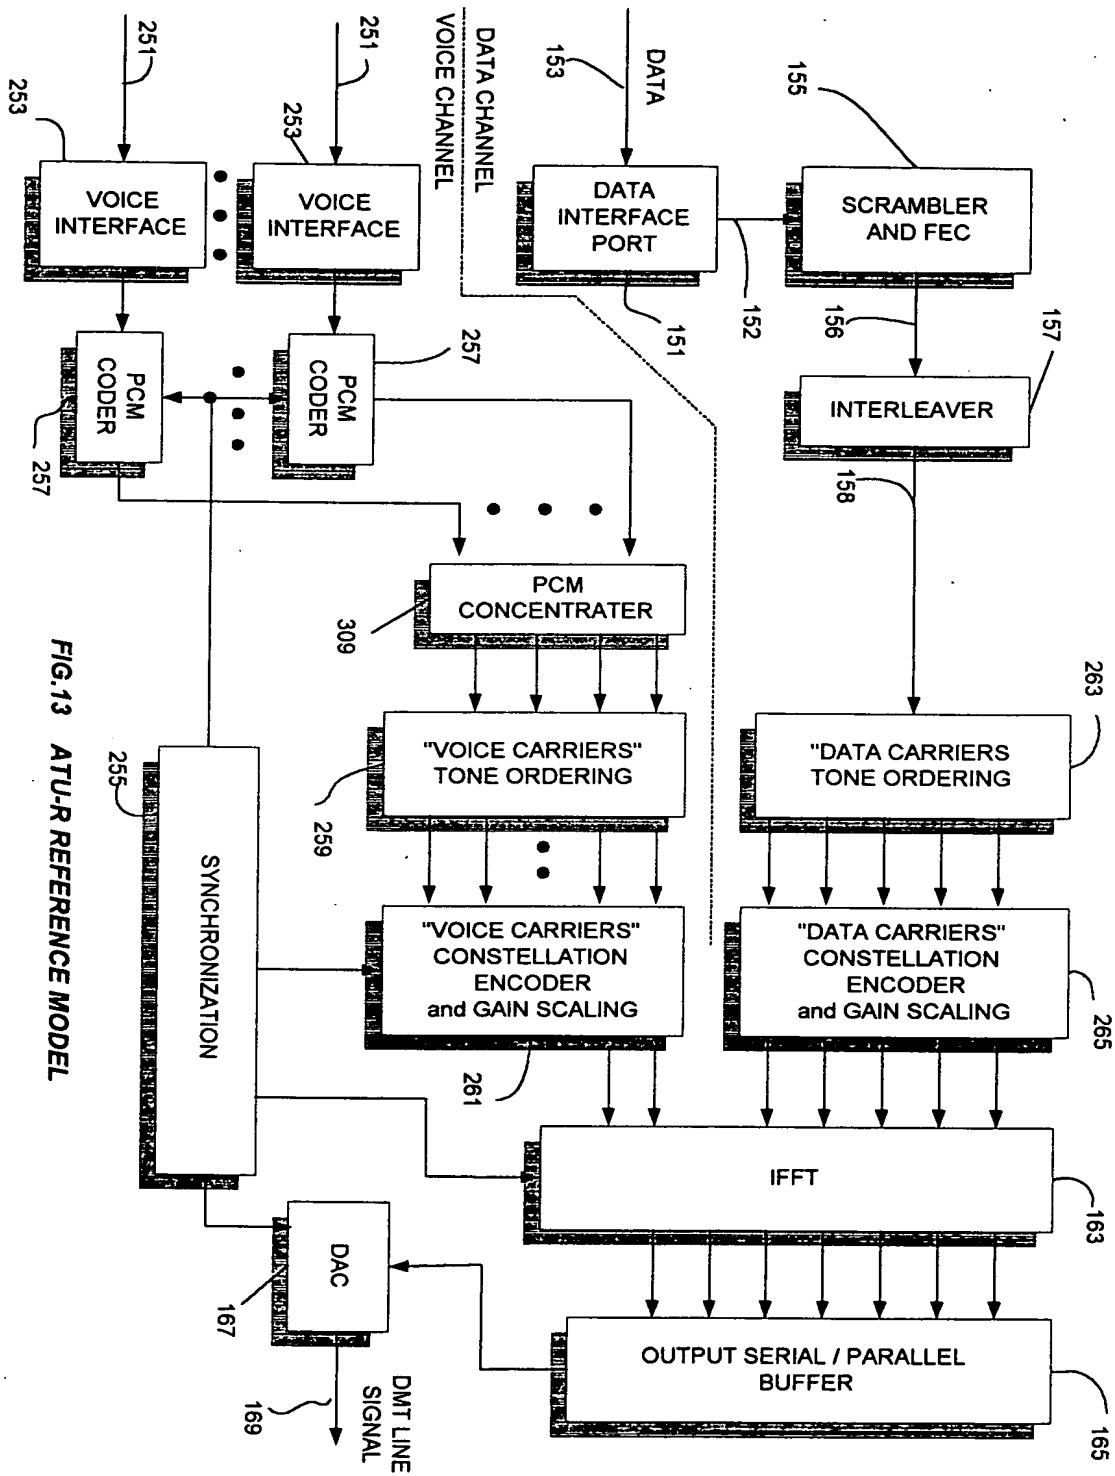 155
SCRAMBLER
AND FEC
156
157
INTERLEAVER
158
263
"DATA CARRIERS
TONE ORDERING
"DATA CARRIERS"
CONSTELLATION
ENCODER
and GAIN SCALING
265
DATA
153
DATA
INTERFACE
PORT
152
151
DATA CHANNEL
VOICE CHANNEL
IFFT
163
OUTPUT SERIAL / PARALLEL
BUFFER
165
251
253
VOICE
INTERFACE
257
PCM
CODER
PCM
CONCENTRATER
309
"VOICE CARRIERS"
TONE ORDERING
259
"VOICE CARRIERS"
CONSTELLATION
ENCODER
and GAIN SCALING
261
251
253
VOICE
INTERFACE
PCM
CODER
257
SYNCHRONIZATION
255
DAC
167
DMT LINE
SIGNAL
169
FIG.13 ATU-R REFERENCE MODEL